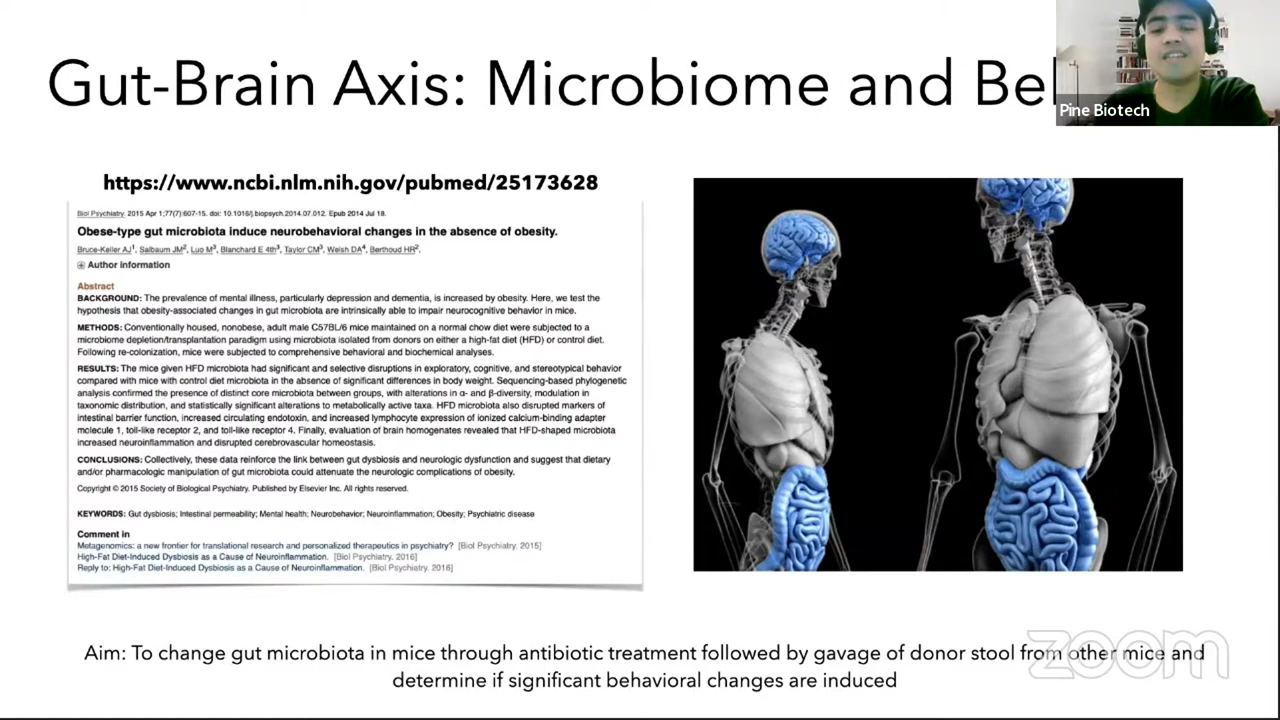 Gut-Brain Axis: Microbiome and Be
Pine Biotech
https://www.ncbi.nlm.nih.gov/pubmed/25173628
Biol Psychiatry. 2015 Apr 1;77(7):607-15. doi: 10.1016/j.biopsych.2014.07.012. Epub 2014 Jul 18.
Obese-type gut microbiota induce neurobehavioral changes in the absence of obesity.
Bruce-Keller AJ1, Salbaum JM2, Luo M3, Blanchard E 4th3, Taylor CM3, Welsh DA4, Berthoud HR2.
Author information
Abstract
BACKGROUND: The prevalence of mental illness, particularly depression and dementia, is increased by obesity. Here, we test the
hypothesis that obesity-associated changes in gut microbiota are intrinsically able to impair neurocognitive behavior in mice.
METHODS: Conventionally housed, nonobese, adult male C57BL/6 mice maintained on a normal chow diet were subjected to a
microbiome depletion/transplantation paradigm using microbiota isolated from donors on either a high-fat diet (HFD) or control diet.
Following re-colonization, mice were subjected to comprehensive behavioral and biochemical analyses.
RESULTS: The mice given HFD microbiota had significant and selective disruptions in exploratory, cognitive, and stereotypical behavior
compared with mice with control diet microbiota in the absence of significant differences in body weight. Sequencing-based phylogenetic
analysis confirmed the presence of distinct core microbiota between groups, with alterations in α- and β-diversity, modulation in
taxonomic distribution, and statistically significant alterations to metabolically active taxa. HFD microbiota also disrupted markers of
intestinal barrier function, increased circulating endotoxin, and increased lymphocyte expression of ionized calcium-binding adapter
molecule 1, toll-like receptor 2, and toll-like receptor 4. Finally, evaluation of brain homogenates revealed that HFD-shaped microbiota
increased neuroinflammation and disrupted cerebrovascular homeostasis.
CONCLUSIONS: Collectively, these data reinforce the link between gut dysbiosis and neurologic dysfunction and suggest that dietary
and/or pharmacologic manipulation of gut microbiota could attenuate the neurologic complications of obesity.
Copyright © 2015 Society of Biological Psychiatry. Published by Elsevier Inc. All rights reserved.
KEYWORDS: Gut dysbiosis; Intestinal permeability; Mental health; Neurobehavior; Neuroinflammation; Obesity; Psychiatric disease
Comment in
Metagenomics: a new frontier for translational research and personalized therapeutics in psychiatry? [Biol Psychiatry. 2015]
High-Fat Diet-Induced Dysbiosis as a Cause of Neuroinflammation. [Biol Psychiatry. 2016]
Reply to: High-Fat Diet-Induced Dysbiosis as a Cause of Neuroinflammation. [Biol Psychiatry. 2016]
Aim: To change gut microbiota in mice through antibiotic treatment followed by gavage of donor stool from other mice and
determine if significant behavioral changes are induced
zoom